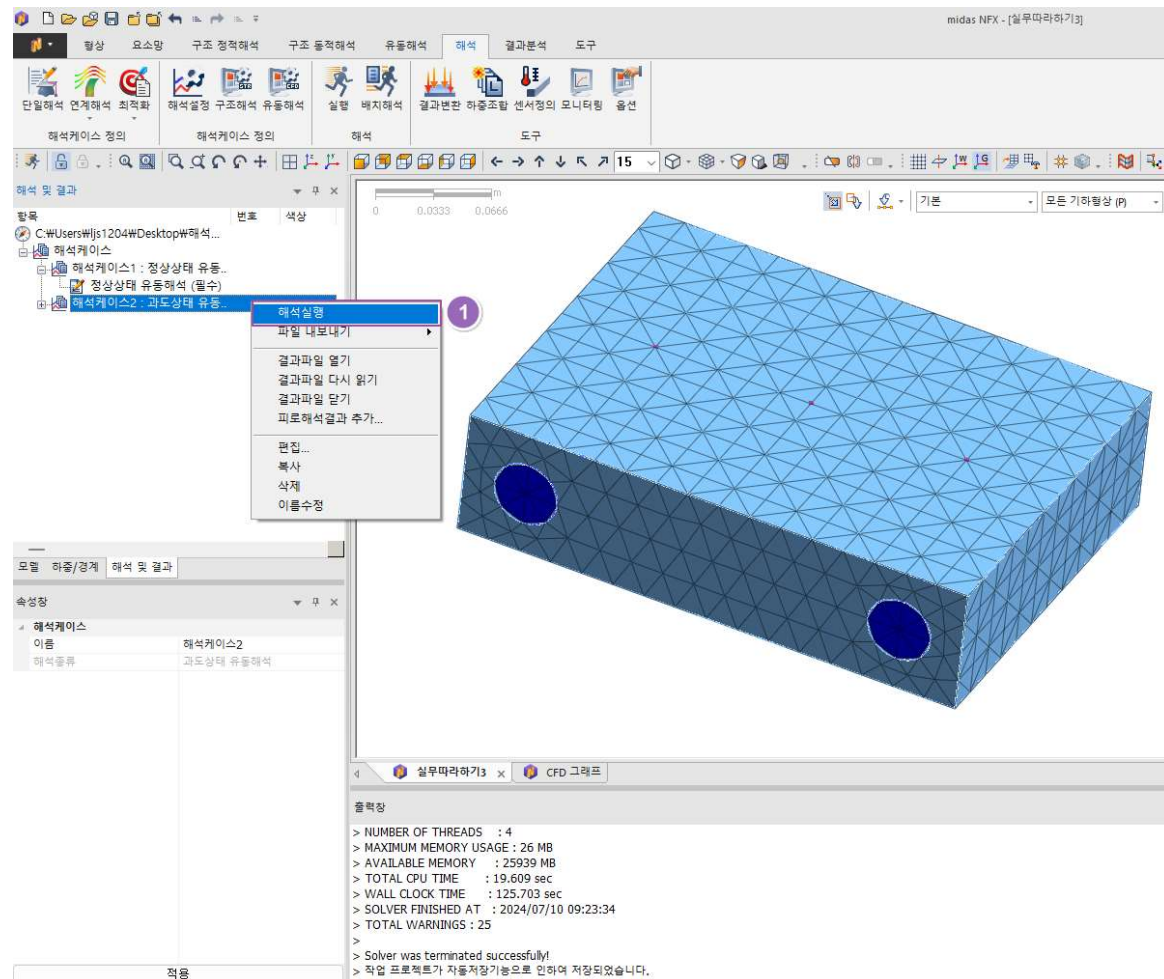 midas NFX - [실무따라하기3]
형상 요소망 구조 정적해석 구조 동적해석 유동해석 해석 결과분석 도구
단일해석 연계해석 최적화 해석설정 구조해석 유동해석 실행 배치해석 결과변환 하중조합 센서정의 모니터링 옵션
해석케이스 정의 해석케이스 정의 해석 도구
15
해석 및 결과
항목 번호 색상
C:₩Users₩ljs1204₩Desktop₩해석...
해석케이스
해석케이스1 : 정상상태 유동..
정상상태 유동해석 (필수)
해석케이스2 : 과도상태 유동..
해석실행
1
파일 내보내기
결과파일 열기
결과파일 다시 읽기
결과파일 닫기
피로해석결과 추가...
편집...
복사
삭제
이름수정
모델 하중/경계 해석 및 결과
속성창
해석케이스
이름 해석케이스2
해석종류 과도상태 유동해석
적용
m
0 0.0333 0.0666
기본 모든 기하형상 (P)
실무따라하기3 CFD 그래프
출력창
> NUMBER OF THREADS : 4
> MAXIMUM MEMORY USAGE : 26 MB
> AVAILABLE MEMORY : 25939 MB
> TOTAL CPU TIME : 19.609 sec
> WALL CLOCK TIME : 125.703 sec
> SOLVER FINISHED AT : 2024/07/10 09:23:34
> TOTAL WARNINGS : 25
>
> Solver was terminated successfully!
> 작업 프로젝트가 자동저장기능으로 인하여 저장되었습니다.